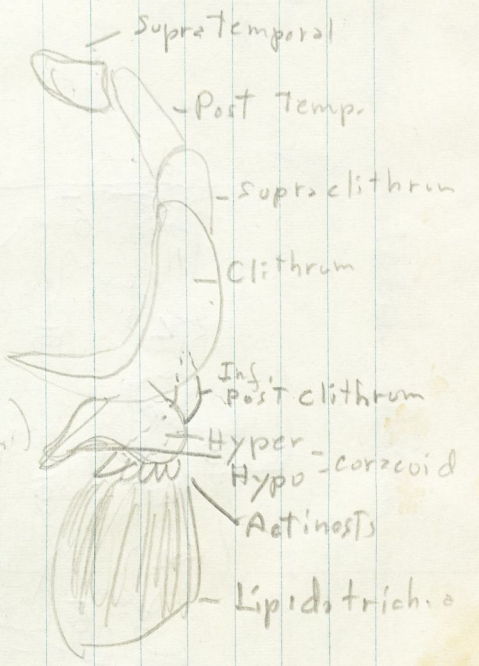 Supratemporal
Post Temp.
Supraclithrum
Clithrum
Inf.
Post clithrum
Hyper
Hypo - coracoid
Actinosts
Lipidotrichia